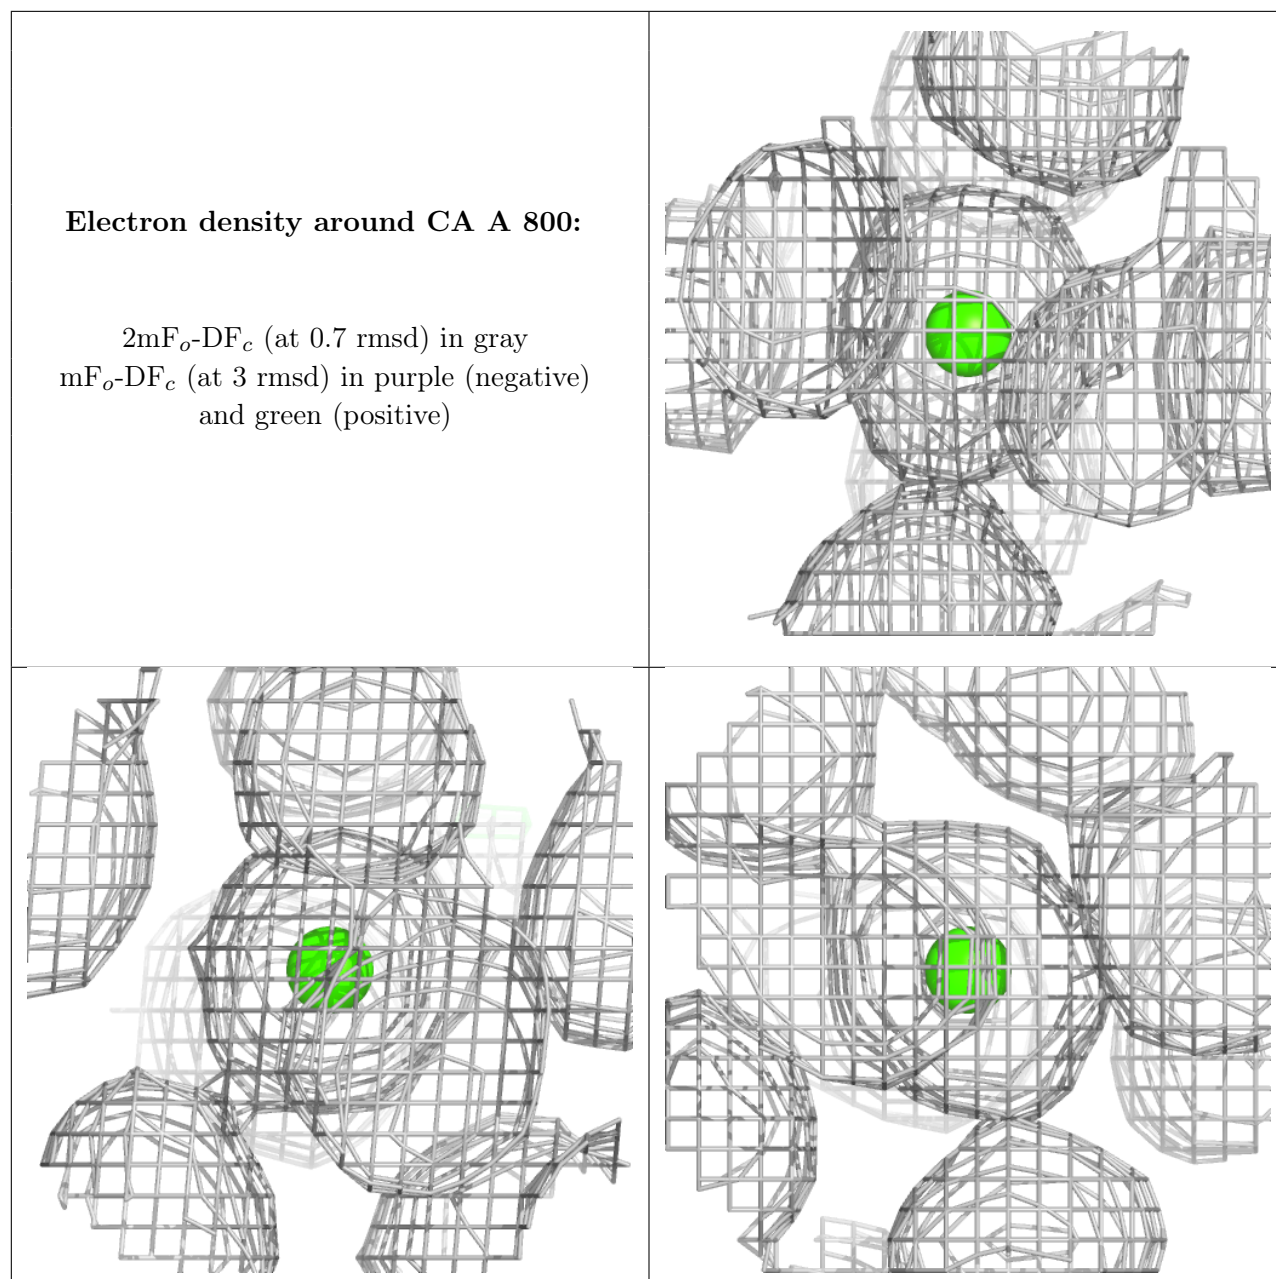 Electron density around CA A 800:
2mFo-DFc (at 0.7 rmsd) in gray
mFo-DFc (at 3 rmsd) in purple (negative)
and green (positive)